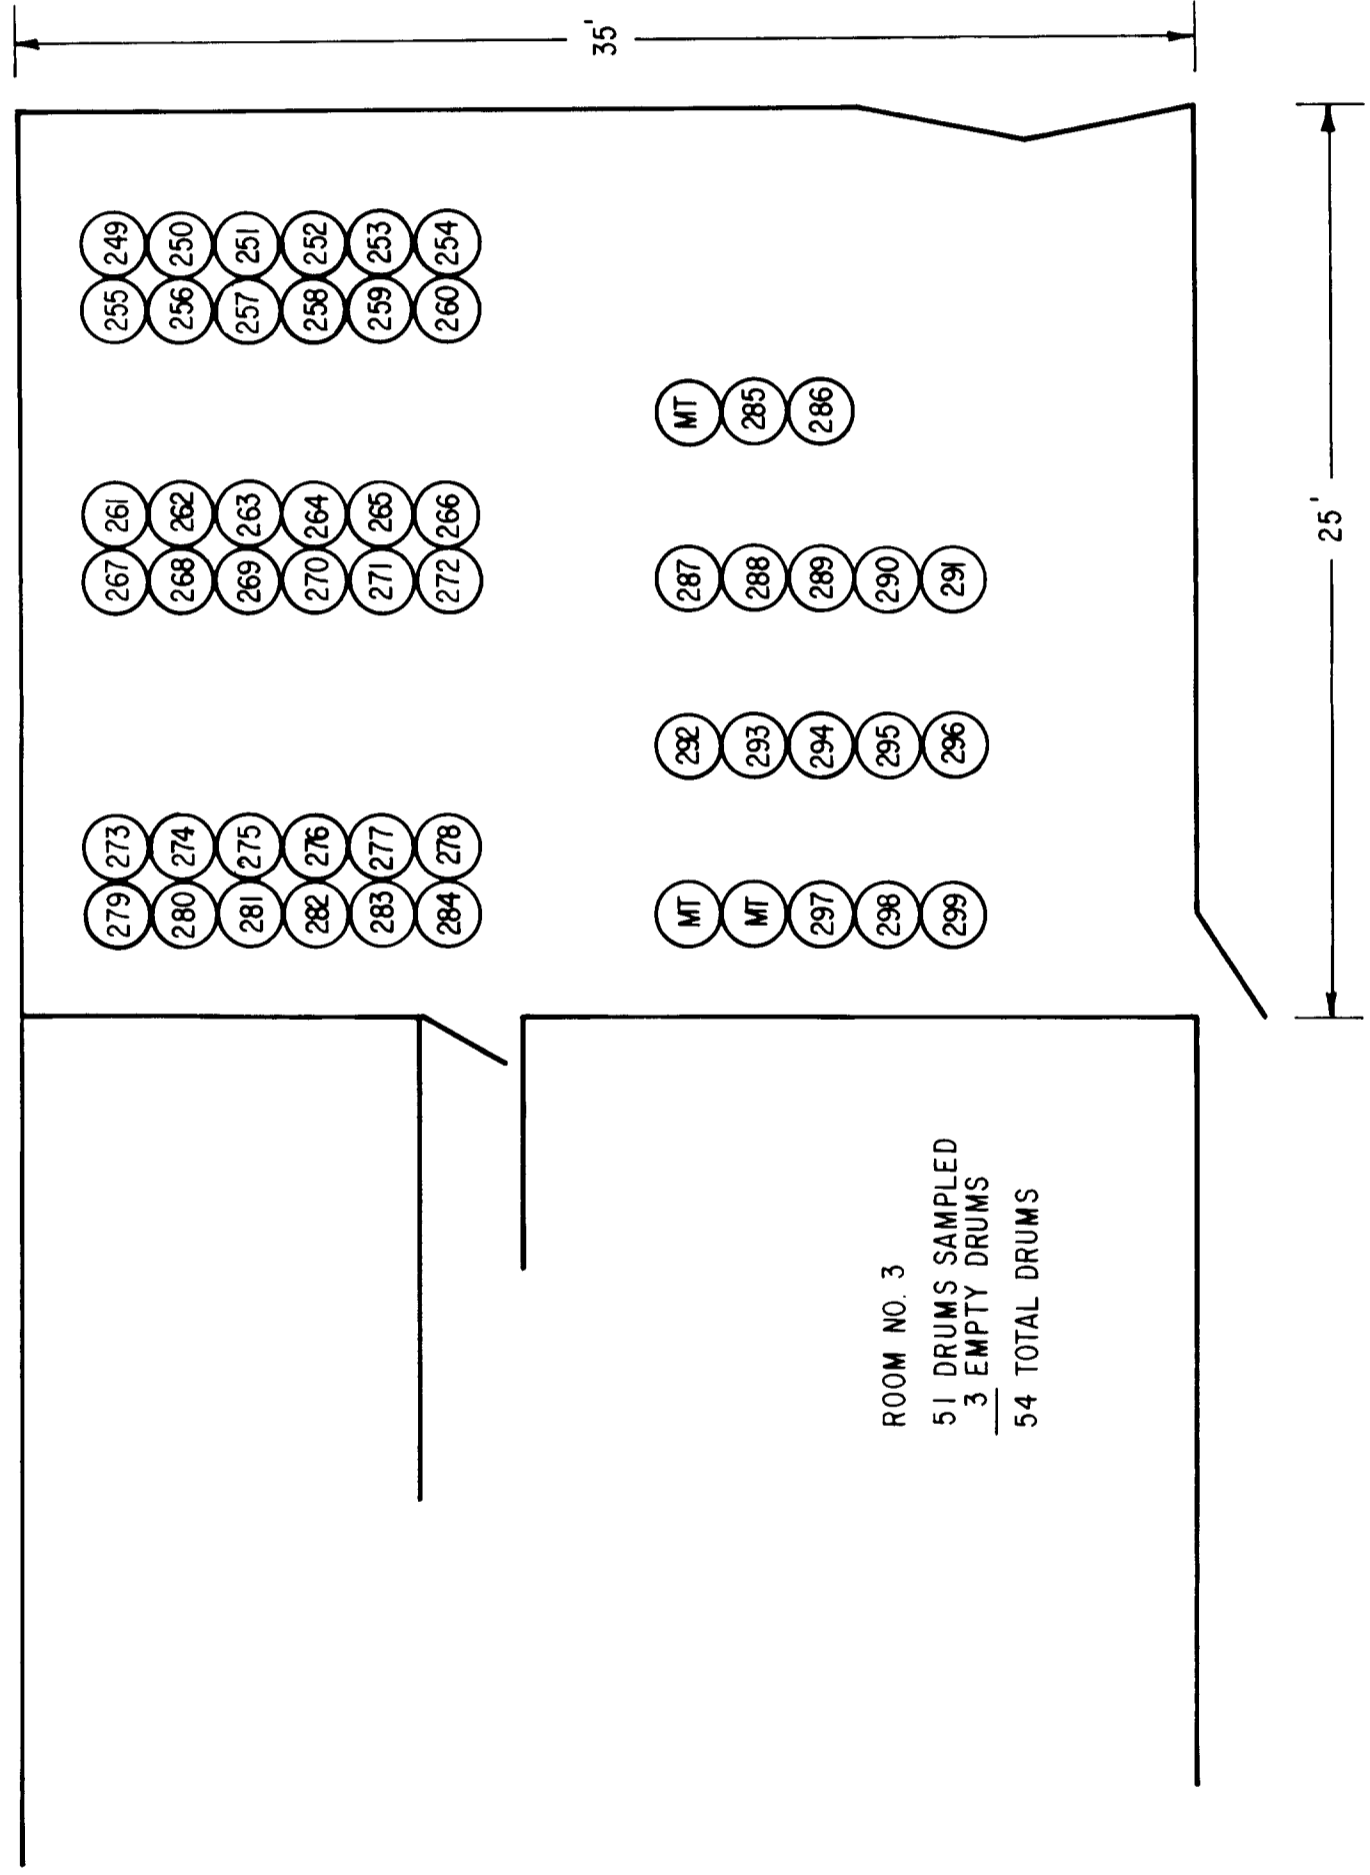 279 273 267 261 255 249
280 274 268 262 256 250
281 275 269 263 257 251
282 276 270 264 258 252
283 277 271 265 259 253
284 278 272 266 260 254
35'
MT 292 287 MT
MT 293 288 285
297 294 289 286
298 295 290
299 296 291
ROOM NO. 3
51 DRUMS SAMPLED
3 EMPTY DRUMS
54 TOTAL DRUMS
25'